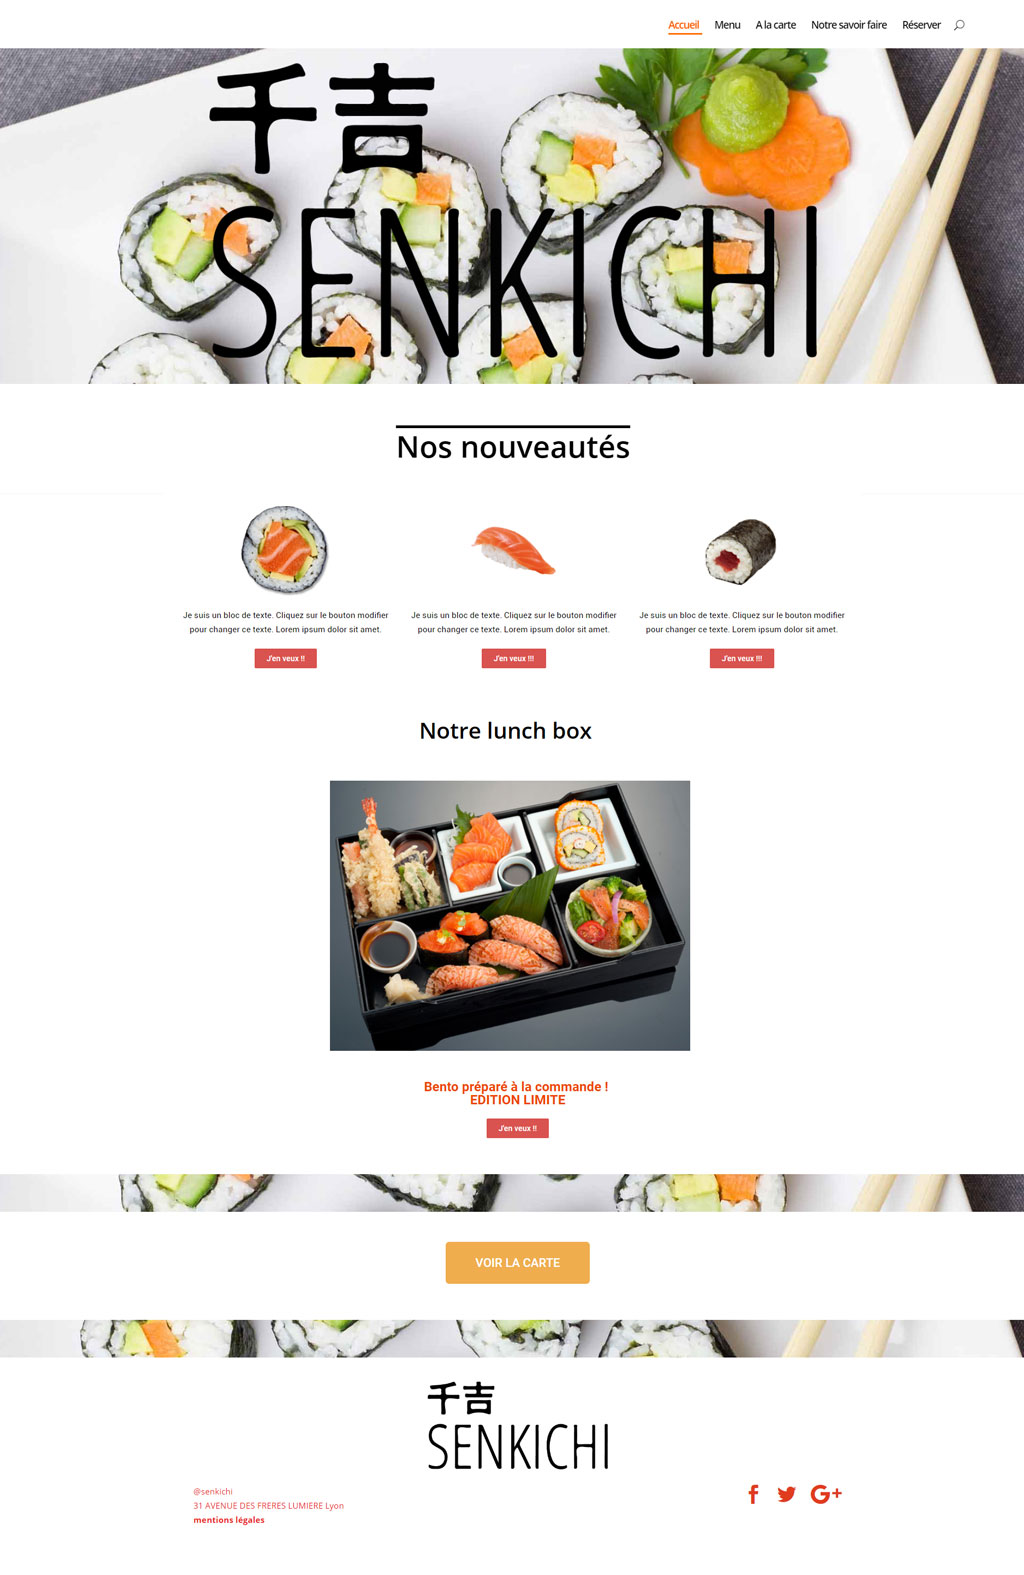 Accueil Menu A la carte Notre savoir faire Réserver
千吉
SENKICHI
Nos nouveautés
Je suis un bloc de texte. Cliquez sur le bouton modifier
pour changer ce texte. Lorem ipsum dolor sit amet.
J'en veux !!
Je suis un bloc de texte. Cliquez sur le bouton modifier
pour changer ce texte. Lorem ipsum dolor sit amet.
J'en veux !!!
Je suis un bloc de texte. Cliquez sur le bouton modifier
pour changer ce texte. Lorem ipsum dolor sit amet.
J'en veux !!!
Notre lunch box
Bento préparé à la commande !
EDITION LIMITE
J'en veux !!
VOIR LA CARTE
千吉
SENKICHI
@senkichi
31 AVENUE DES FRERES LUMIERE Lyon
mentions légales
G+